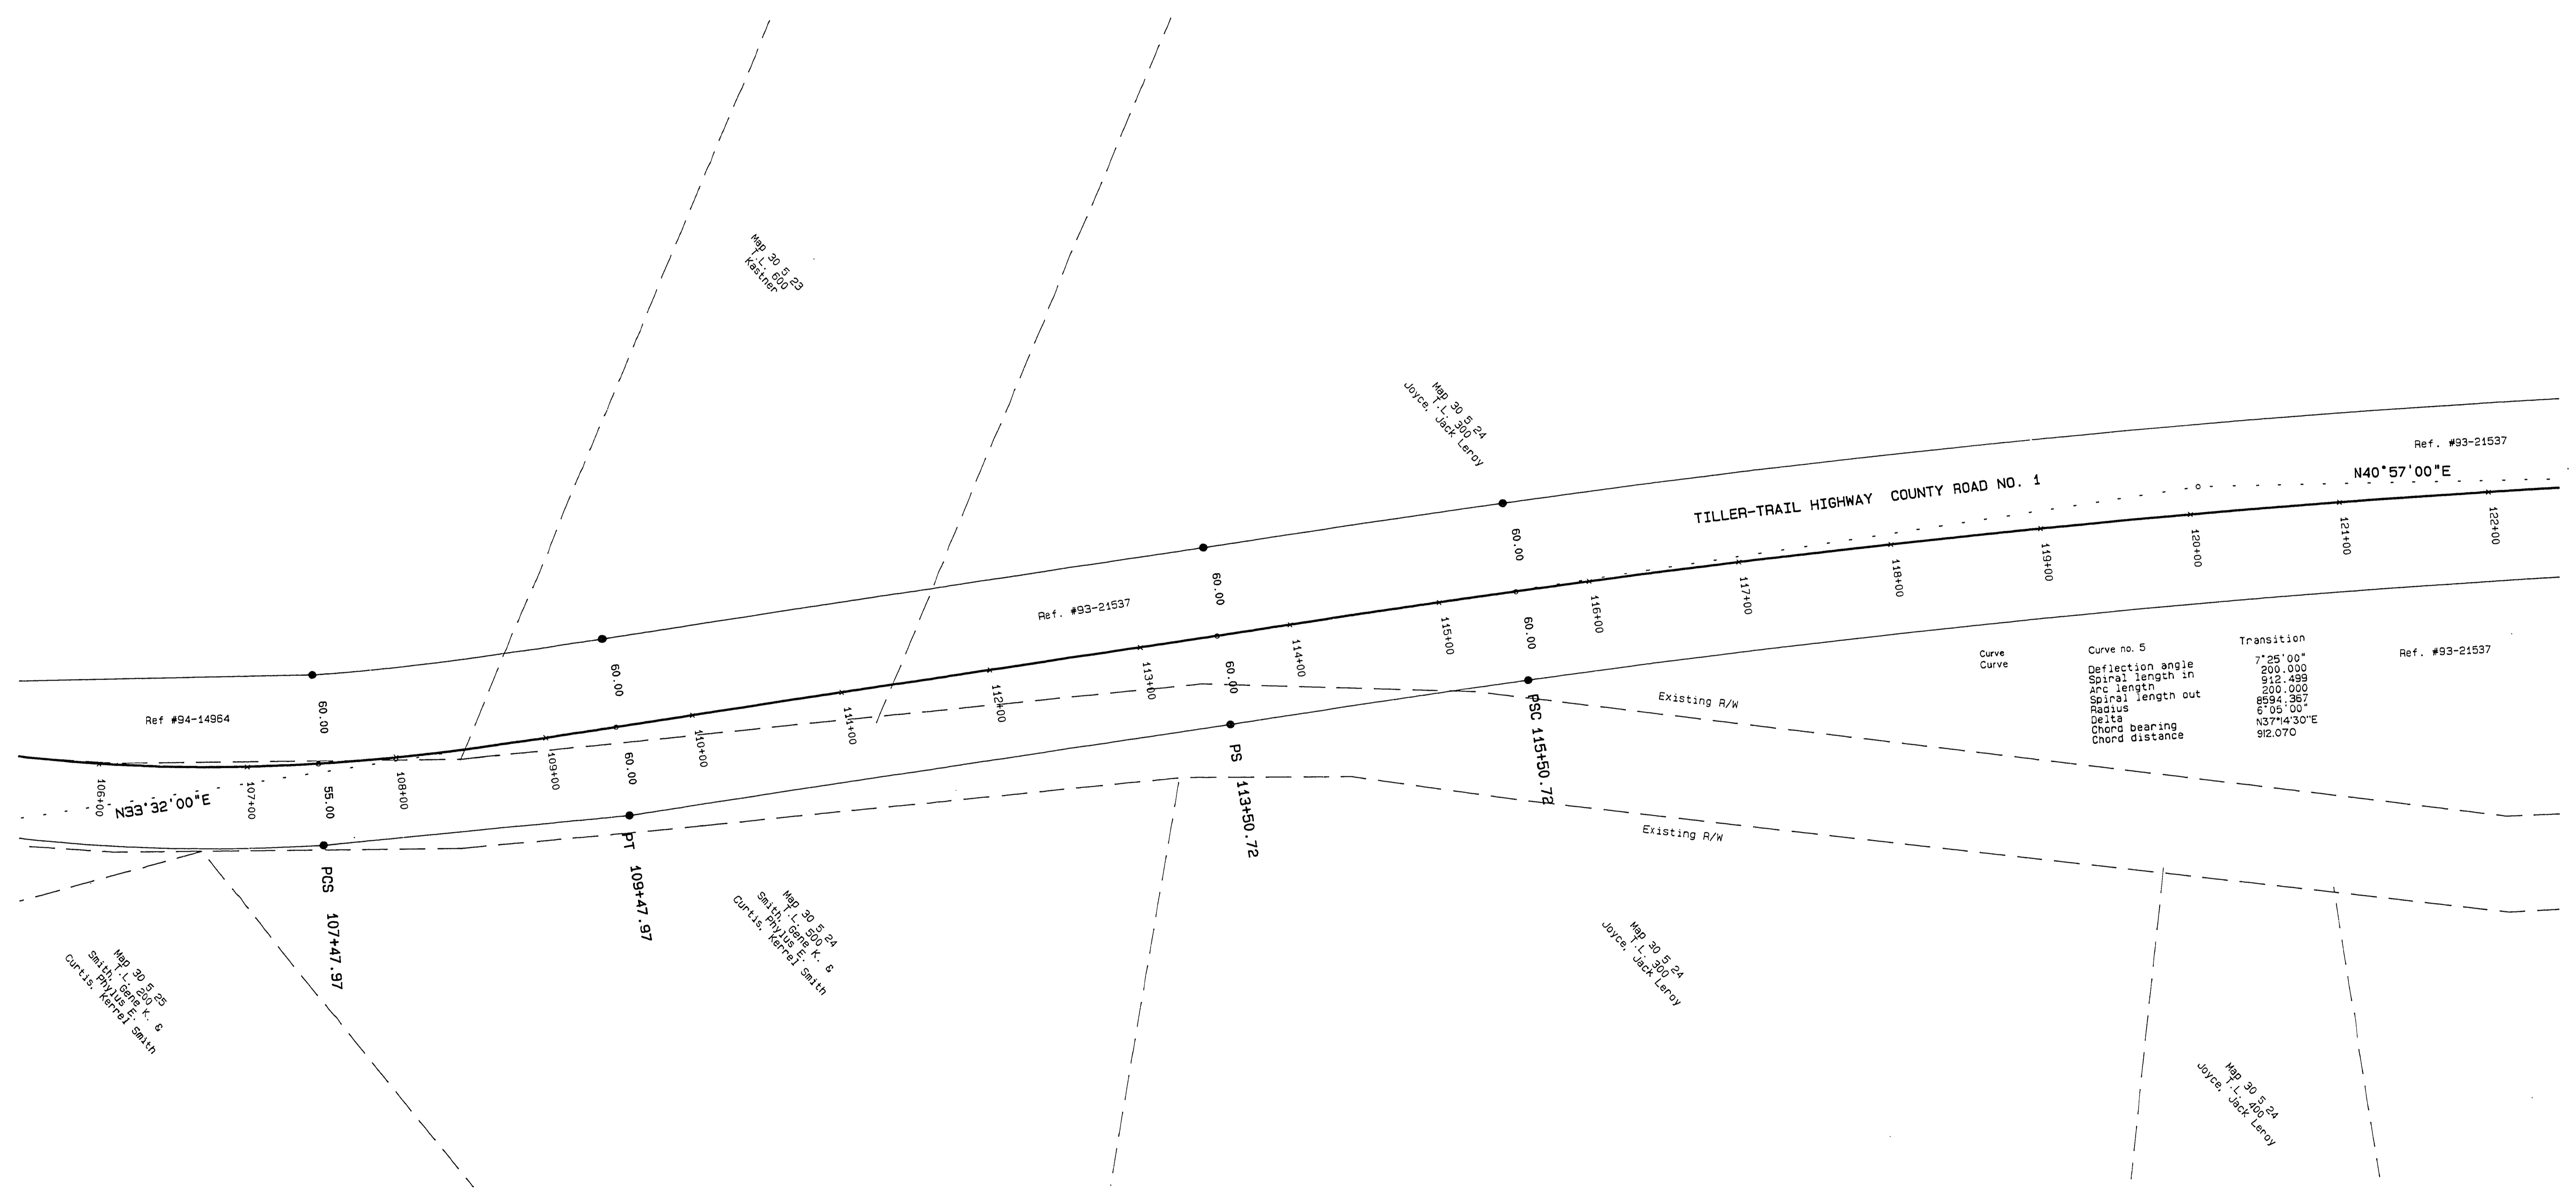 Map 30 5 23
T.L. 600
Kastner
Map 30 5 24
T.L. 300
Joyce, Jack Leroy
Ref. #93-21537
N40°57'00"E
TILLER-TRAIL HIGHWAY COUNTY ROAD NO. 1
60.00
60.00
60.00
60.00
Ref. #93-21537
122+00
121+00
120+00
119+00
118+00
117+00
116+00
115+00
114+00
113+00
112+00
111+00
110+00
109+00
108+00
107+00
106+00
60.00
60.00
60.00
55.00
Ref #94-14964
N33°32'00"E
Existing R/W
Existing R/W
PSC 115+50.72
PS 113+50.72
PT 109+47.97
PCS 107+47.97
Curve
Curve
Curve no. 5
Transition
Deflection angle 7°25'00"
Spiral length in 200.000
Arc length 912.499
Spiral length out 200.000
Radius 8594.367
Delta 6°05'00"
Chord bearing N37°14'30"E
Chord distance 912.070
Ref. #93-21537
Map 30 5 25
T.L. 200
Smith, Gene K. &
Phylus E.
Curtis, Kerrel Smith
Map 30 5 24
T.L. 500
Smith, Gene K. &
Phylus E.
Curtis, Kerrel Smith
Map 30 5 24
T.L. 300
Joyce, Jack Leroy
Map 30 5 24
T.L. 400
Joyce, Jack Leroy